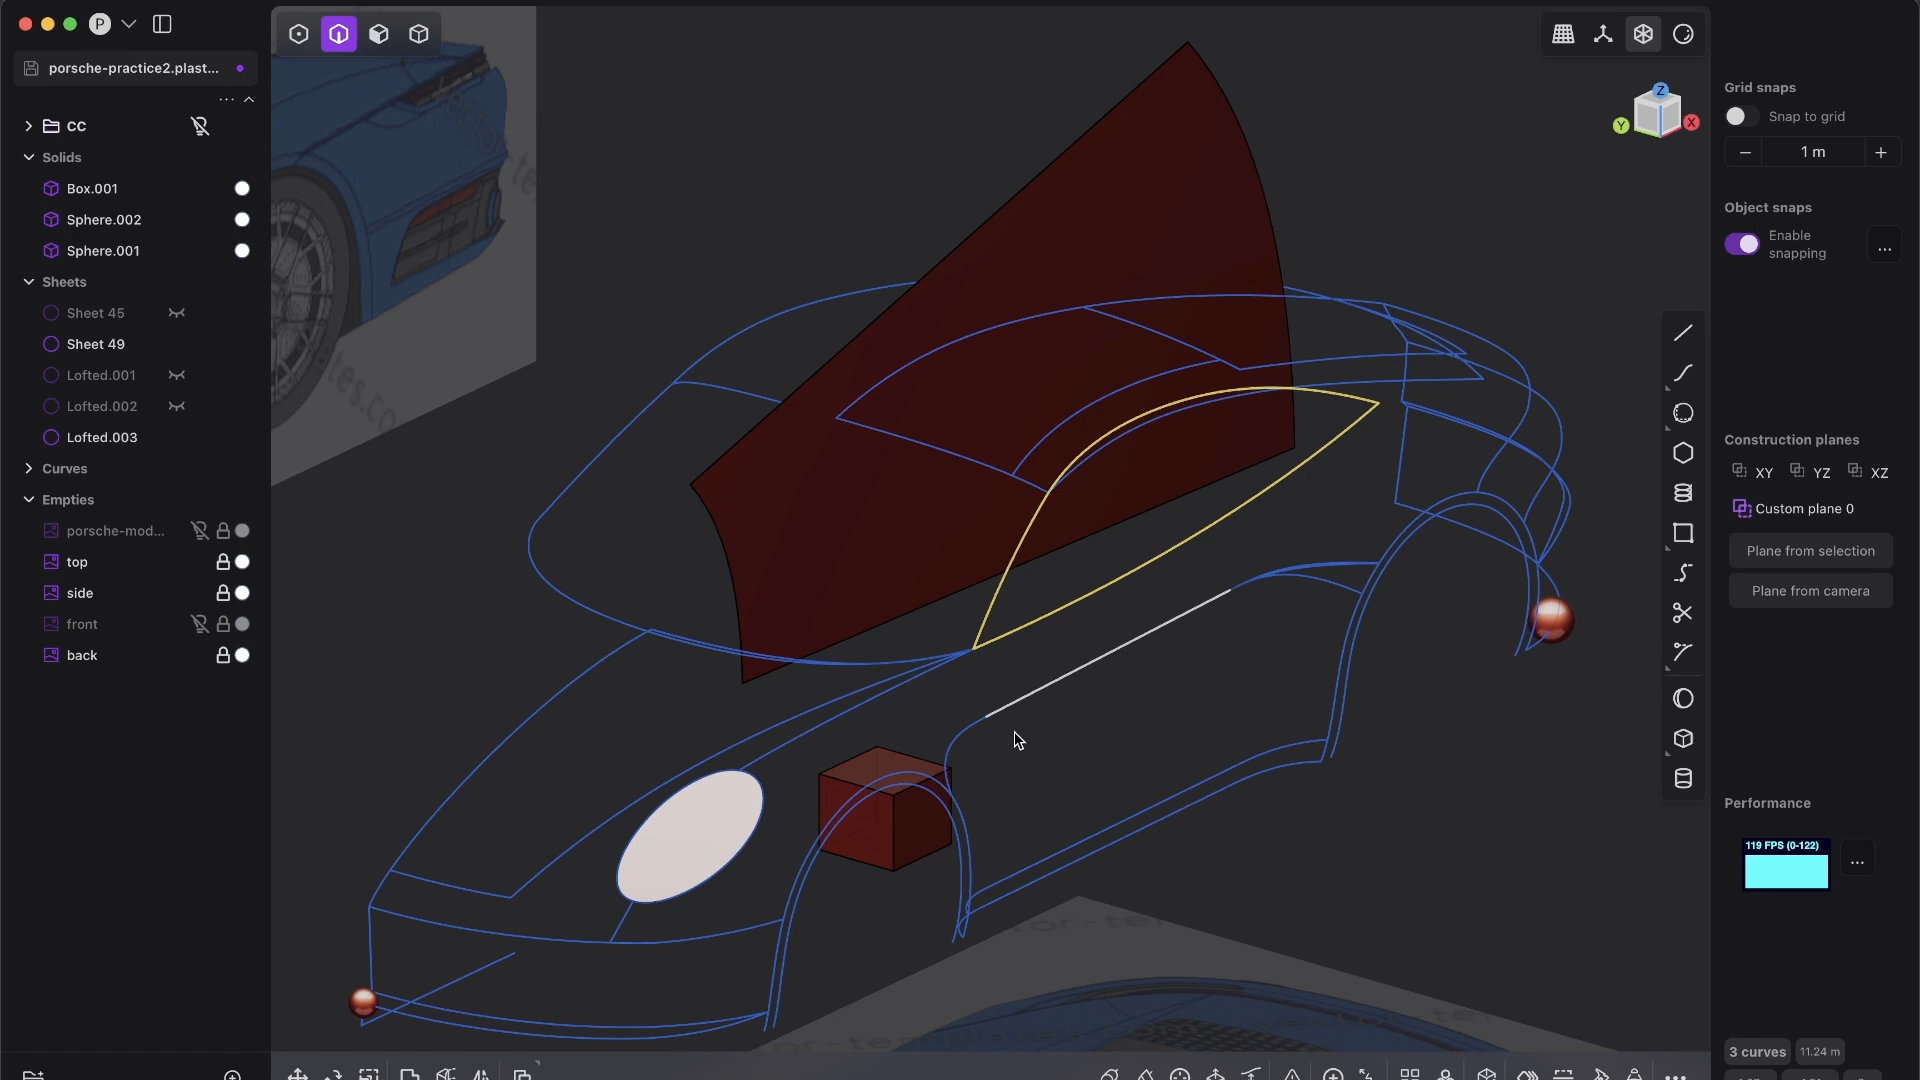 P
porsche-practice2.plast...
CC
Solids
Box.001
Sphere.002
Sphere.001
Sheets
Sheet 45
Sheet 49
Lofted.001
Lofted.002
Lofted.003
Curves
Empties
porsche-mod...
top
side
front
back
Z
Y
X
Grid snaps
Snap to grid
1 m
Object snaps
Enable
snapping
Construction planes
XY
YZ
XZ
Custom plane 0
Plane from selection
Plane from camera
Performance
119 FPS (0-122)
3 curves
11.24 m